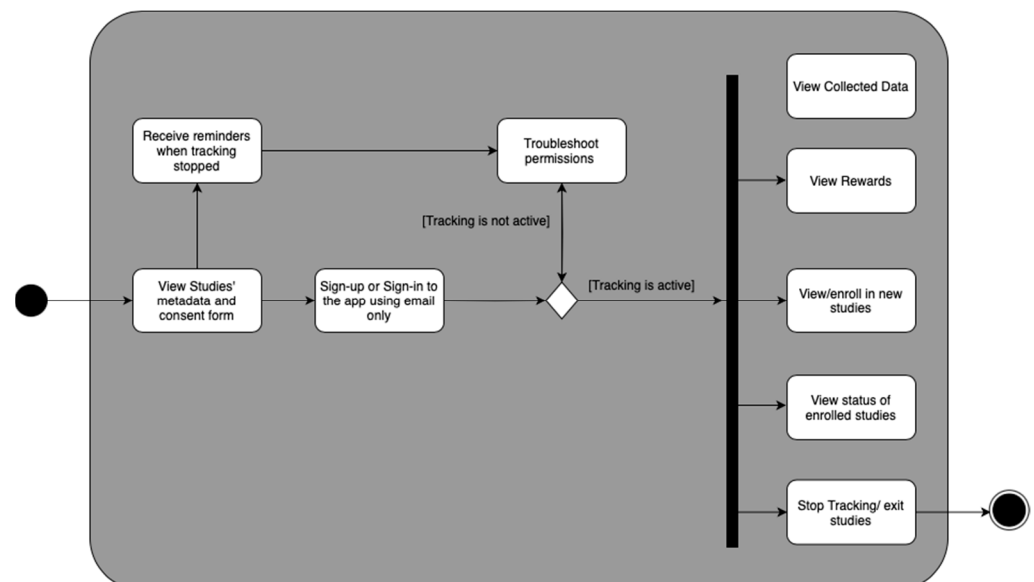 View Collected Data
Receive reminders
when tracking
stopped
Troubleshoot
permissions
View Rewards
[Tracking is not active]
View Studies'
metadata and
consent form
Sign-up or Sign-in to
the app using email
only
[Tracking is active]
View/enroll in new
studies
View status of
enrolled studies
Stop Tracking/ exit
studies